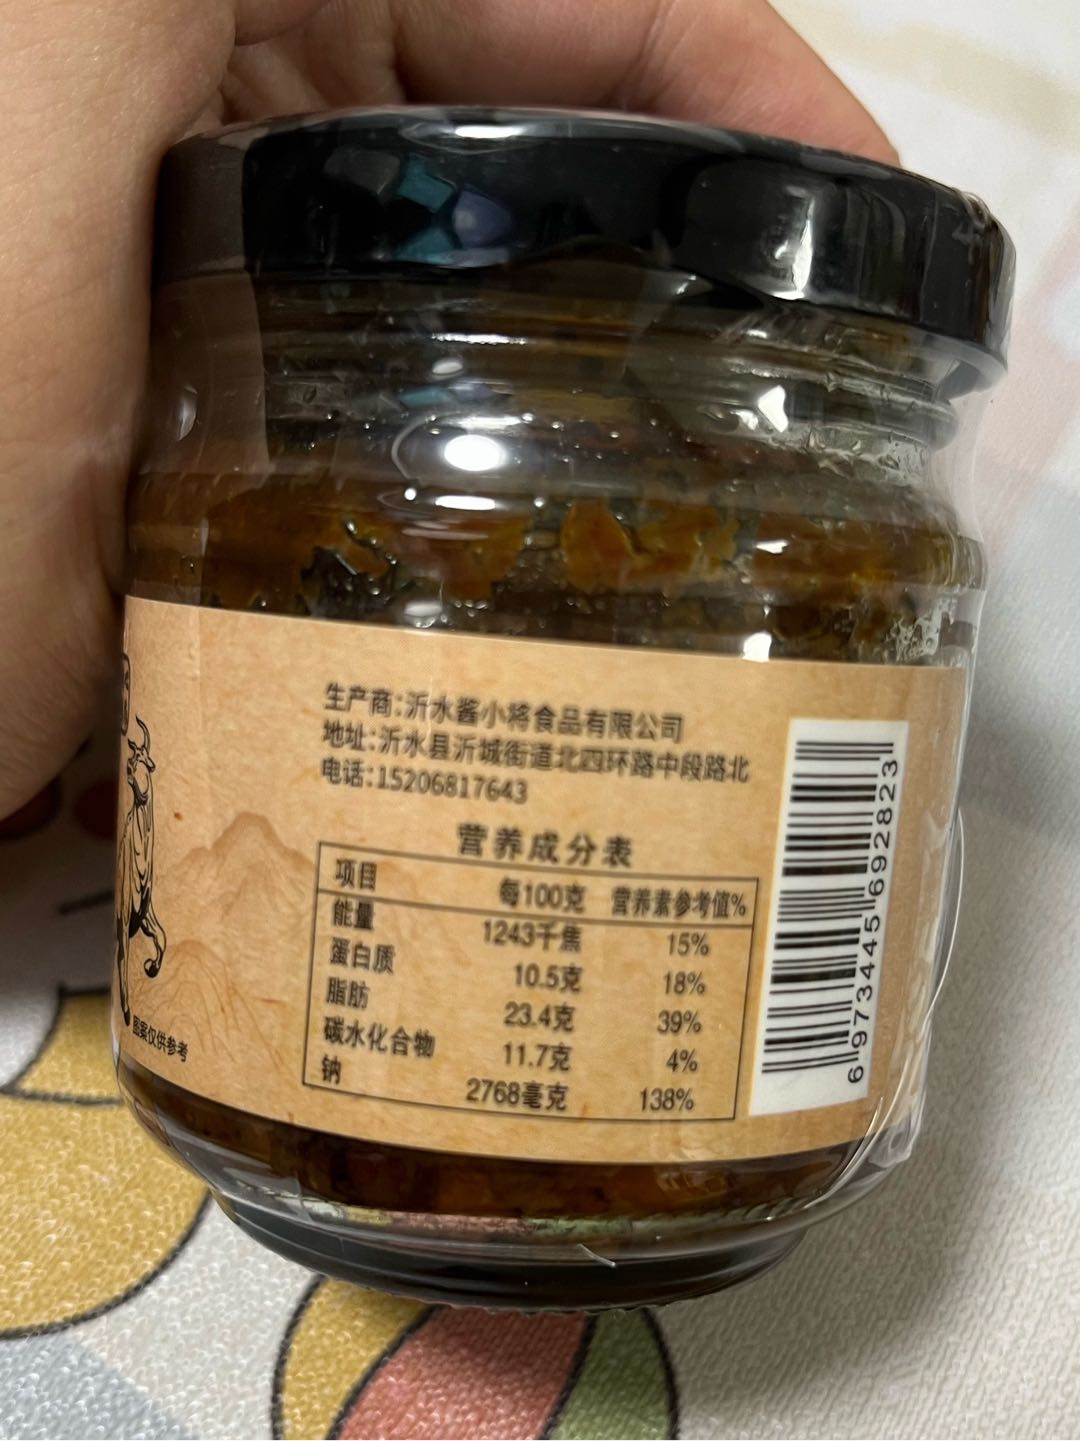 生产商:沂水酱小将食品有限公司
地址:沂水县沂城街道北四环路中段路北
电话:15206817643
营养成分表
项目 每100克 营养素参考值%
能量 1243千焦 15%
蛋白质 10.5克 18%
脂肪 23.4克 39%
碳水化合物 11.7克 4%
钠 2768毫克 138%
图案仅供参考
6 973445 692823